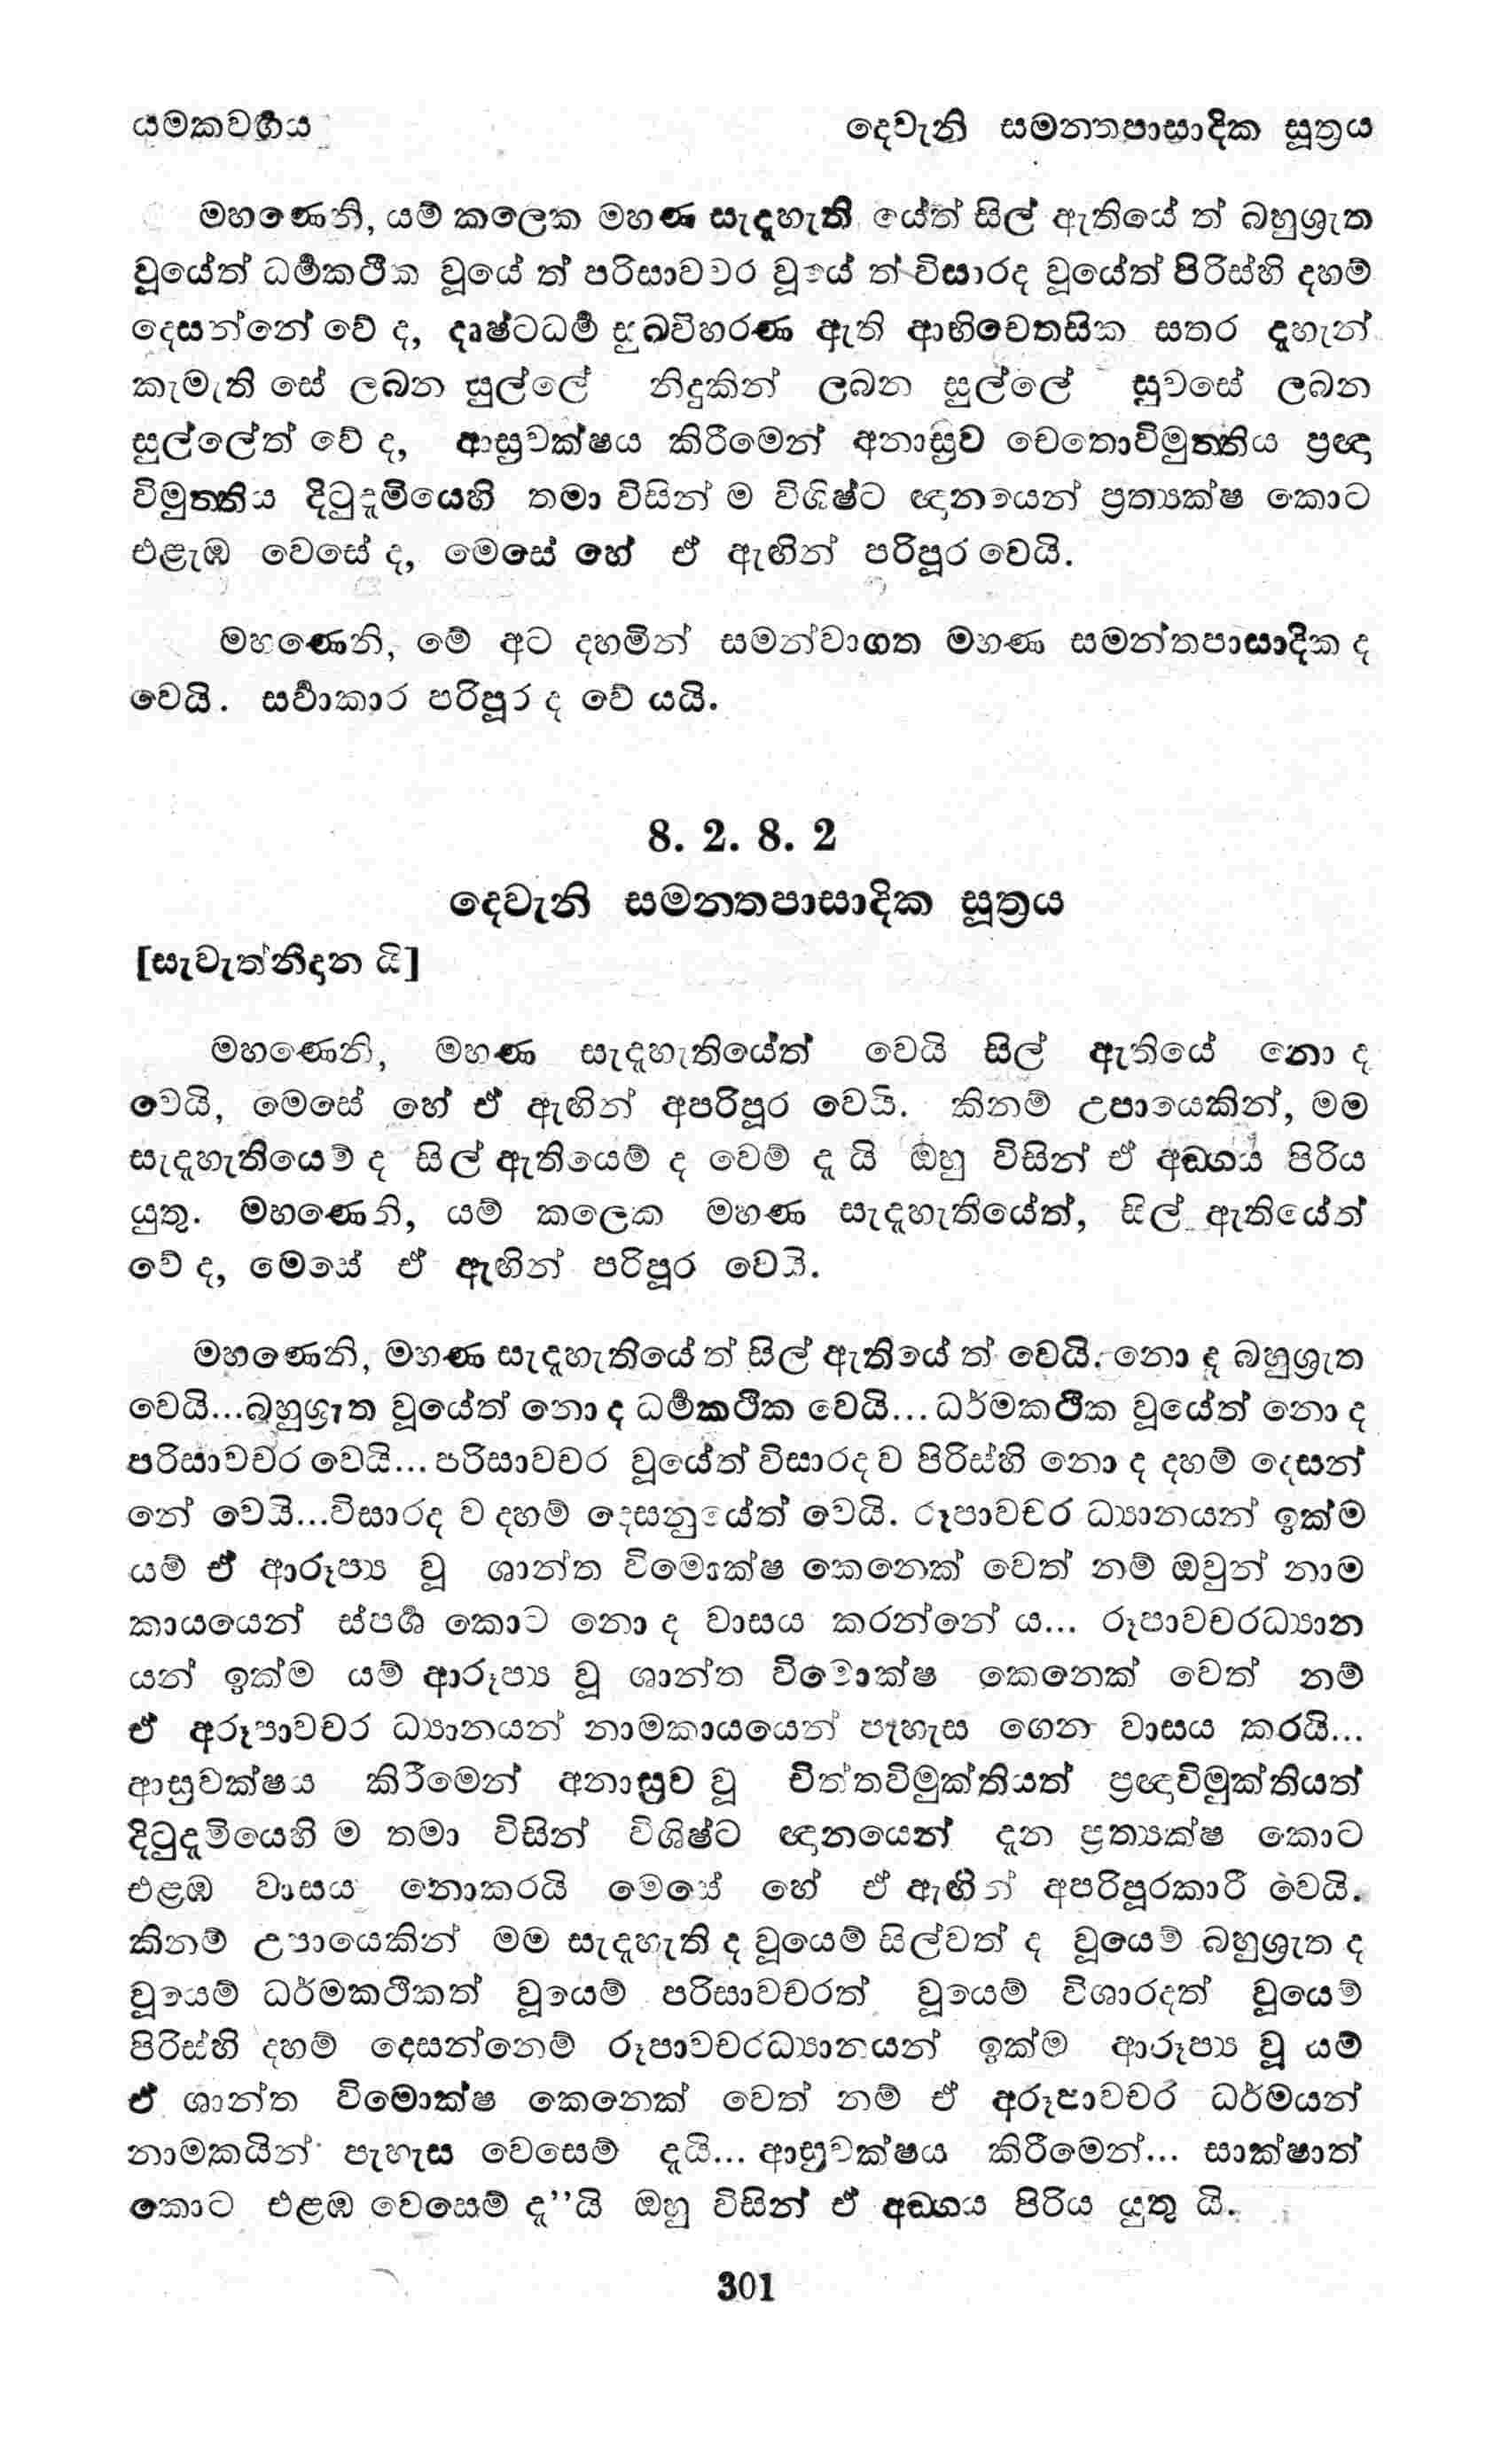 යමකවර්‍ගය	දෙවැනි සමන්‍තපාසාදික සූත්‍රය
මහණෙනි, යම් කලෙක මහණ සැදැහැති යේත් සිල් ඇතියේ ත් බහුශ්‍රැත
වූයේත් ධර්‍මකථික වූයේ ත් පරිසාවචර වූයේ ත් විසාරද වූයේත් පිරිස්හි දහම්
දෙසන්නේ වේ ද, දෘෂ්ටධර්‍ම සුඛවිහරණ ඇති ආභිචෙතසික සතර දැහැන්
කැමැති සේ ලබන සුල්ලේ නිදුකින් ලබන සුල්ලේ සුවසේ ලබන
සුල්ලේත් වේ ද, ආස්‍රවක්ෂය කිරීමෙන් අනාස්‍රව චෙතොවිමුත්‍තිය ප්‍රඥා
විමුත්‍තිය දිටුදැමියෙහි තමා විසින් ම විශිෂ්ට ඥානයෙන් ප්‍රත්‍යක්ෂ කොට
එළැඹ වෙසේ ද, මෙසේ හේ ඒ ඇඟින් පරිපූර වෙයි.
මහණෙනි, මේ අට දහමින් සමන්වාගත මහණ සමන්තපාසාදික ද
වෙයි. සර්‍වාකාර පරිපූර ද වේ යයි.
8. 2. 8. 2
දෙවැනි සමන්‍තපාසාදික සූත්‍රය
[සැවැත්නිදාන යි]
මහණෙනි, මහණ සැදැහැතියේත් වෙයි සිල් ඇතියේ නො ද
වෙයි, මෙසේ හේ ඒ ඇඟින් අපරිපූර වෙයි. කිනම් උපායෙකින්, මම
සැදැහැතියෙම් ද සිල් ඇතියෙම් ද වෙම් දැ යි ඔහු විසින් ඒ අඞ්ගය පිරිය
යුතු. මහණෙනි, යම් කලෙක මහණ සැදැහැතියේත්, සිල් ඇතියේත්
වේ ද, මෙසේ ඒ ඇඟින් පරිපූර වෙයි.
මහණෙනි, මහණ සැදැහැතියේ ත් සිල් ඇතියේ ත් වෙයි. නො ද බහුශ්‍රැත
වෙයි...බහුශ්‍රැත වූයේත් නො ද ධර්‍මකථික වෙයි... ධර්මකථික වූයේත් නො ද
පරිසාවචර වෙයි... පරිසාවචර වූයේත් විසාරද ව පිරිස්හි නො ද දහම් දෙසන්
නේ වෙයි...විසාරද ව දහම් දෙසනුයේත් වෙයි. රූපාවචර ධ්‍යානයන් ඉක්ම
යම් ඒ ආරූප්‍ය වූ ශාන්ත විමොක්ෂ කෙනෙක් වෙත් නම් ඔවුන් නාම
කායයෙන් ස්පර්‍ශ කොට නො ද වාසය කරන්නේ ය... රූපාවචරධ්‍යාන
යන් ඉක්ම යම් ආරූප්‍ය වූ ශාන්ත විමොක්ෂ කෙනෙක් වෙත් නම්
ඒ අරූපාවචර ධ්‍යානයන් නාමකායයෙන් පැහැස ගෙන වාසය කරයි...
ආස්‍රවක්ෂය කිරීමෙන් අනාස්‍රව වූ චිත්තවිමුක්තියත් ප්‍රඥාවිමුක්තියත්
දිටුදැමියෙහි ම තමා විසින් විශිෂ්ට ඥානයෙන් දැන ප්‍රත්‍යක්ෂ කොට
එළඹ වාසය නොකරයි මෙසේ හේ ඒ ඇඟින් අපරිපූරකාරී වෙයි.
කිනම් උපායෙකින් මම සැදැහැති ද වූයෙම් සිල්වත් ද වූයෙම් බහුශ්‍රැත ද
වූයෙම් ධර්මකථිකත් වූයෙම් පරිසාවචරත් වූයෙම් විශාරදත් වූයෙම්
පිරිස්හි දහම් දෙසන්නෙම් රූපාවචරධ්‍යානයන් ඉක්ම ආරූප්‍ය වූ යම්
ඒ ශාන්ත විමොක්ෂ කෙනෙක් වෙත් නම් ඒ අරූපාවචර ධර්මයන්
නාමකයින් පැහැස වෙසෙම් දැයි... ආස්‍රවක්ෂය කිරීමෙන්... සාක්ෂාත්
කොට එළඹ වෙසෙම් ද"යි ඔහු විසින් ඒ අඞ්ගය පිරිය යුතු යි.
301